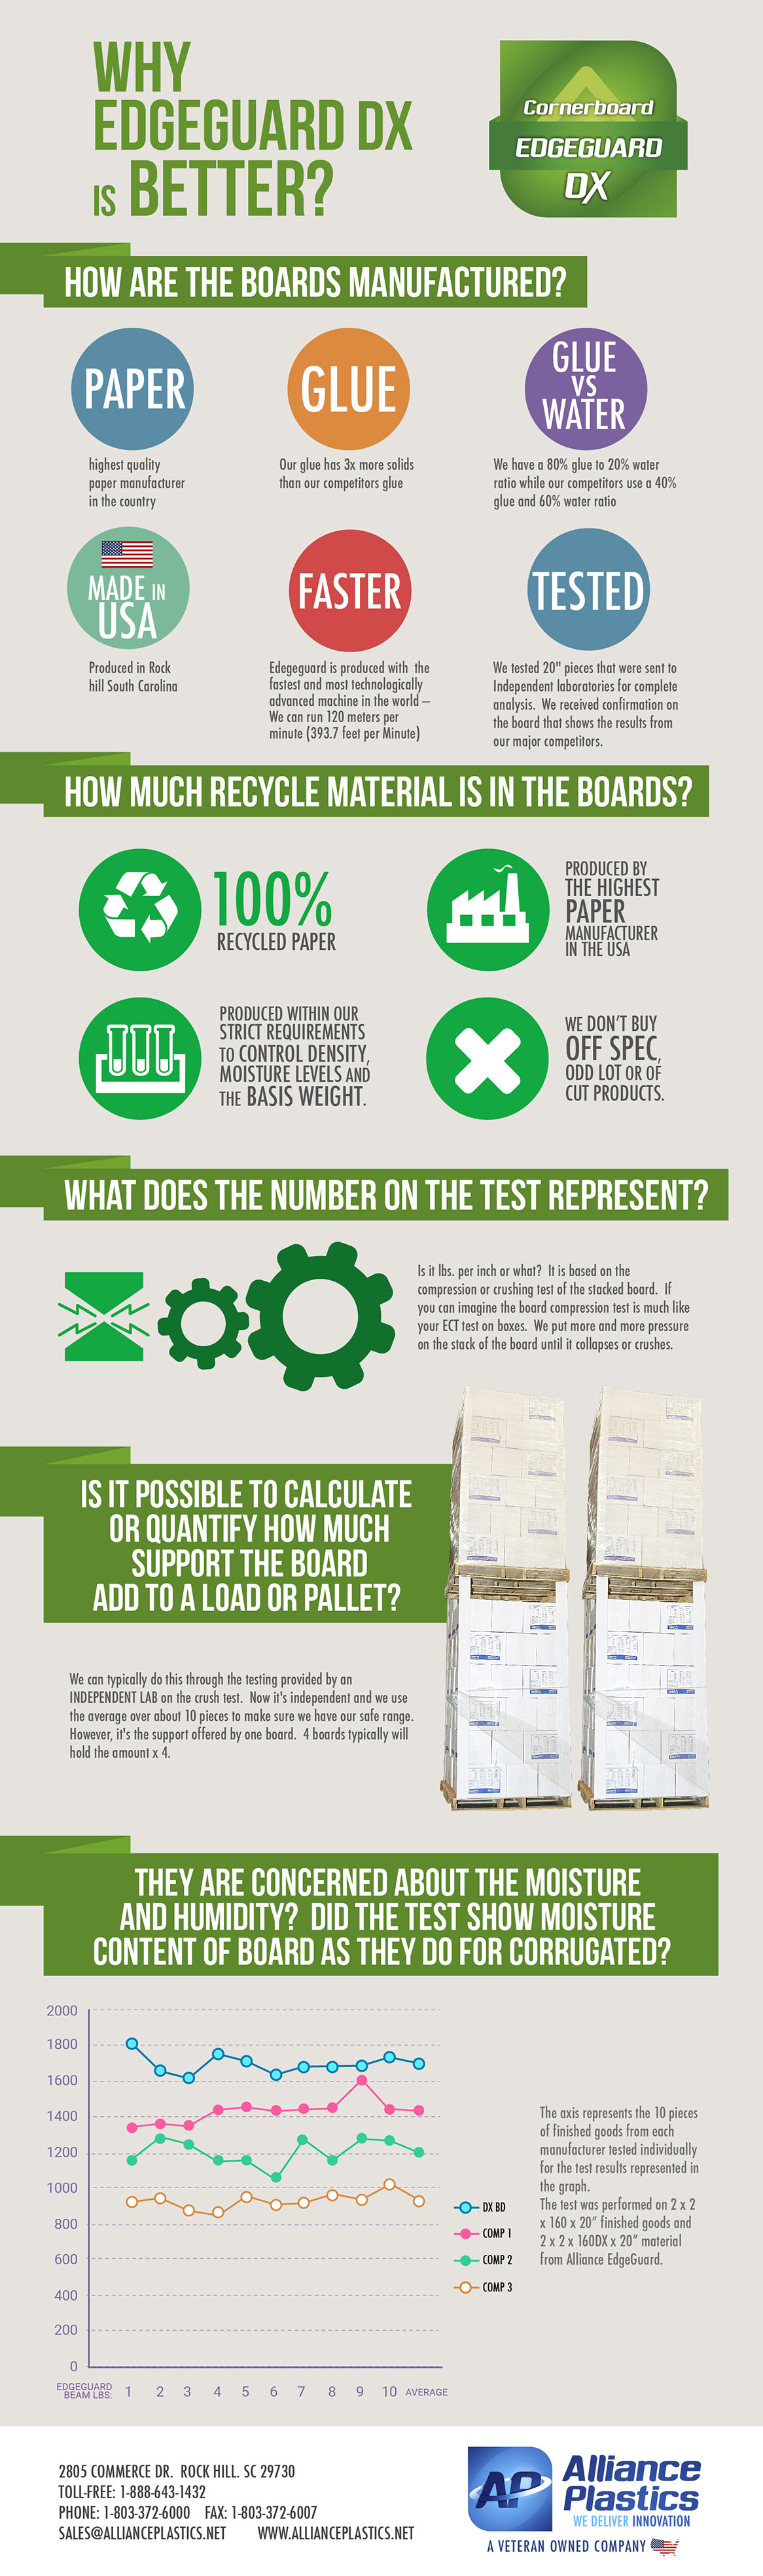 WHY
EDGEGUARD DX
IS BETTER?
Cornerboard
EDGEGUARD
DX
HOW ARE THE BOARDS MANUFACTURED?
PAPER
highest quality
paper manufacturer
in the country
GLUE
Our glue has 3x more solids
than our competitors glue
GLUE
VS
WATER
We have a 80% glue to 20% water
ratio while our competitors use a 40%
glue and 60% water ratio
MADE IN
USA
Produced in Rock
hill South Carolina
FASTER
Edegeguard is produced with the
fastest and most technologically
advanced machine in the world –
We can run 120 meters per
minute (393.7 feet per Minute)
TESTED
We tested 20" pieces that were sent to
Independent laboratories for complete
analysis. We received confirmation on
the board that shows the results from
our major competitors.
HOW MUCH RECYCLE MATERIAL IS IN THE BOARDS?
100%
RECYCLED PAPER
PRODUCED BY
THE HIGHEST
PAPER
MANUFACTURER
IN THE USA
PRODUCED WITHIN OUR
STRICT REQUIREMENTS
TO CONTROL DENSITY,
MOISTURE LEVELS AND
THE BASIS WEIGHT.
WE DON'T BUY
OFF SPEC,
ODD LOT OR OF
CUT PRODUCTS.
WHAT DOES THE NUMBER ON THE TEST REPRESENT?
Is it lbs. per inch or what? It is based on the
compression or crushing test of the stacked board. If
you can imagine the board compression test is much like
your ECT test on boxes. We put more and more pressure
on the stack of the board until it collapses or crushes.
IS IT POSSIBLE TO CALCULATE
OR QUANTIFY HOW MUCH
SUPPORT THE BOARD
ADD TO A LOAD OR PALLET?
We can typically do this through the testing provided by an
INDEPENDENT LAB on the crush test. Now it's independent and we use
the average over about 10 pieces to make sure we have our safe range.
However, it's the support offered by one board. 4 boards typically will
hold the amount x 4.
THEY ARE CONCERNED ABOUT THE MOISTURE
AND HUMIDITY? DID THE TEST SHOW MOISTURE
CONTENT OF BOARD AS THEY DO FOR CORRUGATED?
2000
1800
1600
1400
1200
1000
800
600
400
200
0
EDGEGUARD
BEAM LBS: 1 2 3 4 5 6 7 8 9 10 AVERAGE
DX BD
COMP 1
COMP 2
COMP 3
The axis represents the 10 pieces
of finished goods from each
manufacturer tested individually
for the test results represented in
the graph.
The test was performed on 2 x 2
x 160 x 20" finished goods and
2 x 2 x 160DX x 20" material
from Alliance EdgeGuard.
2805 COMMERCE DR. ROCK HILL. SC 29730
TOLL-FREE: 1-888-643-1432
PHONE: 1-803-372-6000 FAX: 1-803-372-6007
SALES@ALLIANCEPLASTICS.NET WWW.ALLIANCEPLASTICS.NET
AP
Alliance
Plastics
WE DELIVER INNOVATION
A VETERAN OWNED COMPANY